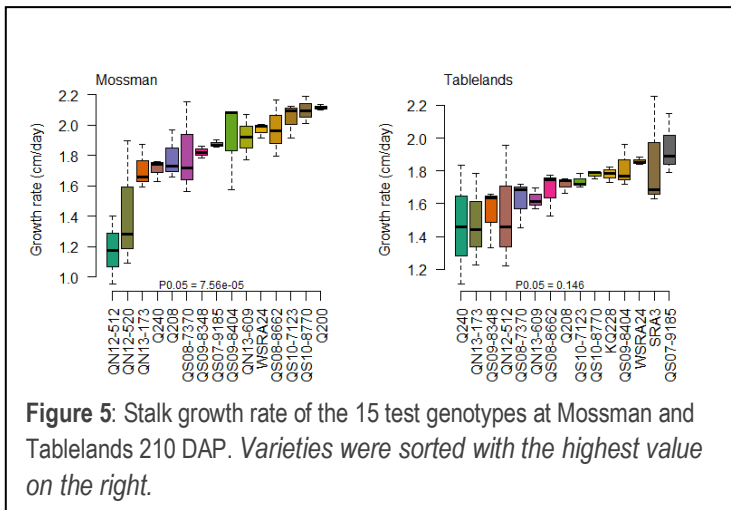 Mossman
Growth rate (cm/day)
2.2
2.0
1.8
1.6
1.4
1.2
1.0
P0.05 = 7.56e-05
QN12-512
QN12-520
QN13-173
Q240
Q208
QS08-7370
QS09-8348
QS07-9185
QS09-8404
QN13-609
WSRA24
QS08-8662
QS10-7123
QS10-8770
Q200
Tablelands
Growth rate (cm/day)
2.2
2.0
1.8
1.6
1.4
1.2
P0.05 = 0.146
Q240
QN13-173
QS09-8348
QN12-512
QS08-7370
QN13-609
QS08-8662
Q208
QS10-7123
QS10-8770
KQ228
QS09-8404
WSRA24
SRA3
QS07-9185
Figure 5: Stalk growth rate of the 15 test genotypes at Mossman and
Tablelands 210 DAP. Varieties were sorted with the highest value
on the right.